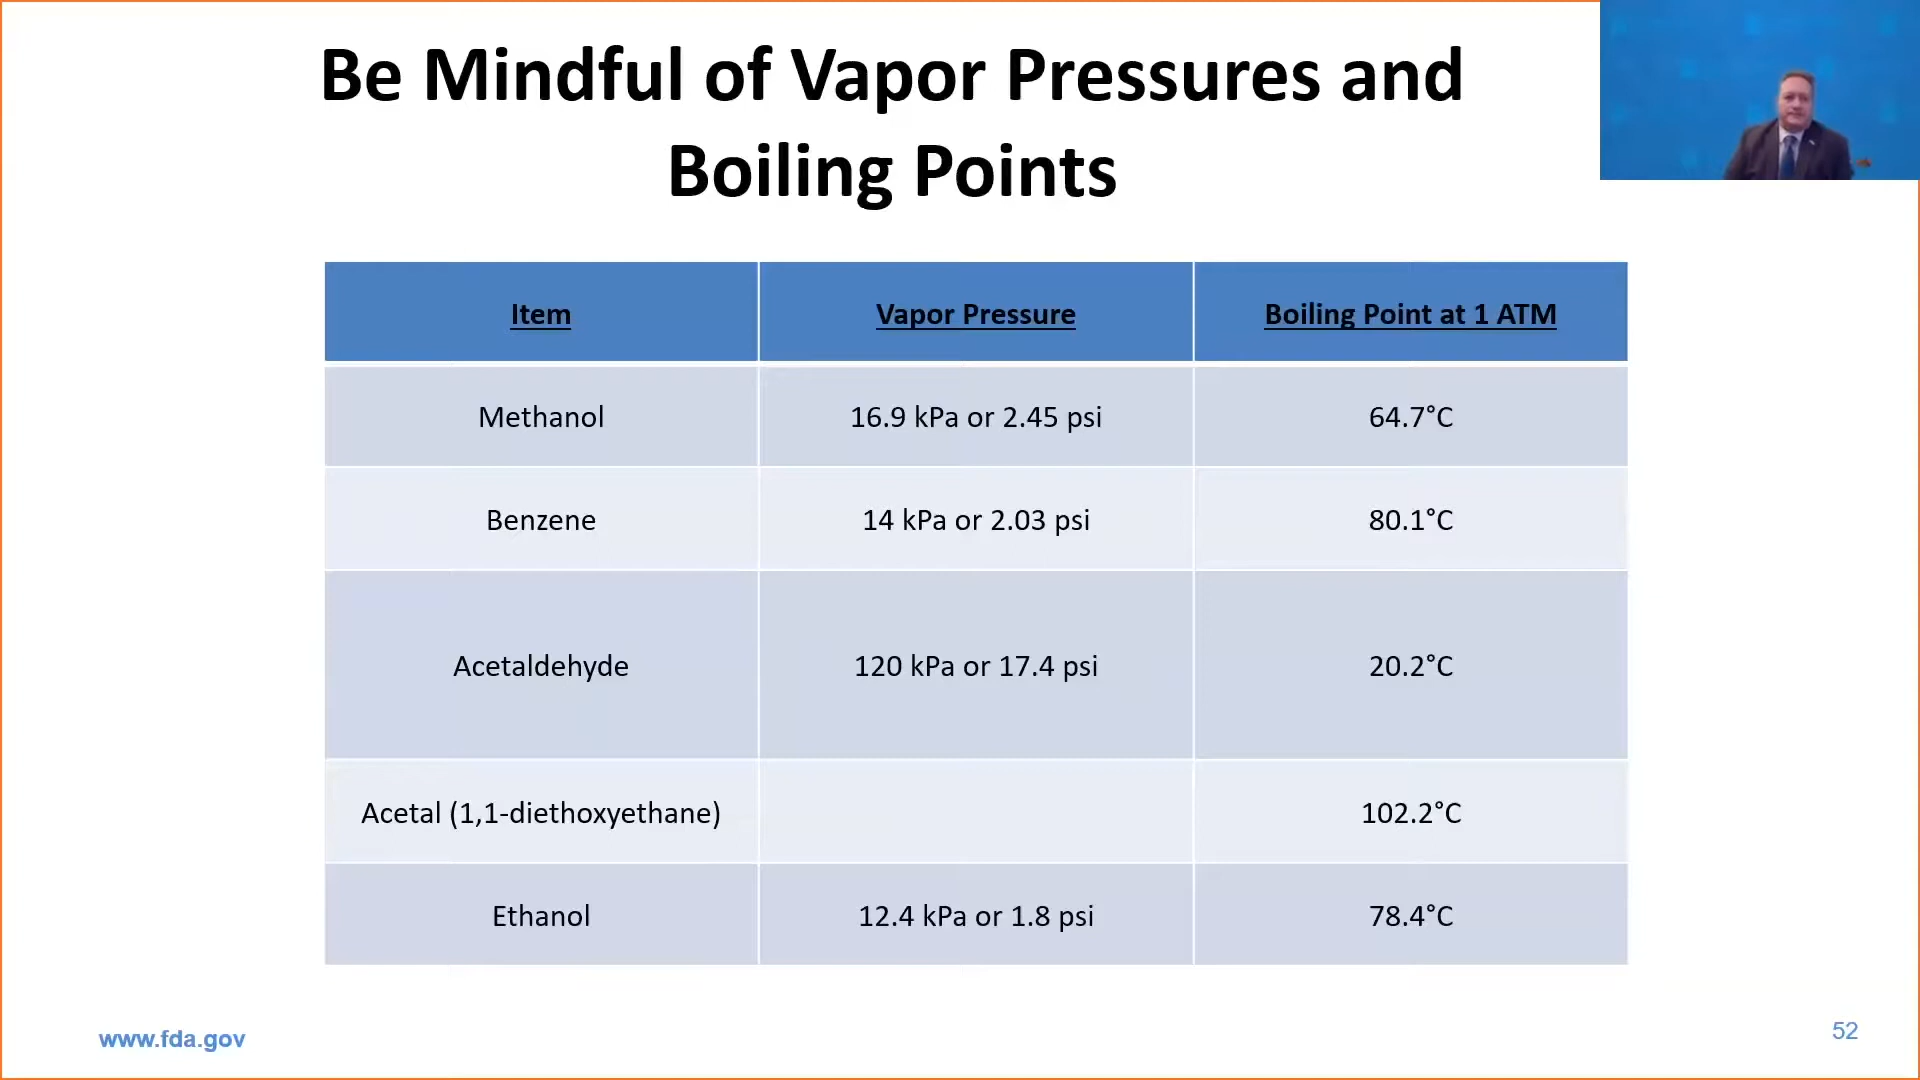 Be Mindful of Vapor Pressures and
Boiling Points
Item Vapor Pressure Boiling Point at 1 ATM
Methanol 16.9 kPa or 2.45 psi 64.7°C
Benzene 14 kPa or 2.03 psi 80.1°C
Acetaldehyde 120 kPa or 17.4 psi 20.2°C
Acetal (1,1-diethoxyethane) 102.2°C
Ethanol 12.4 kPa or 1.8 psi 78.4°C
www.fda.gov 52